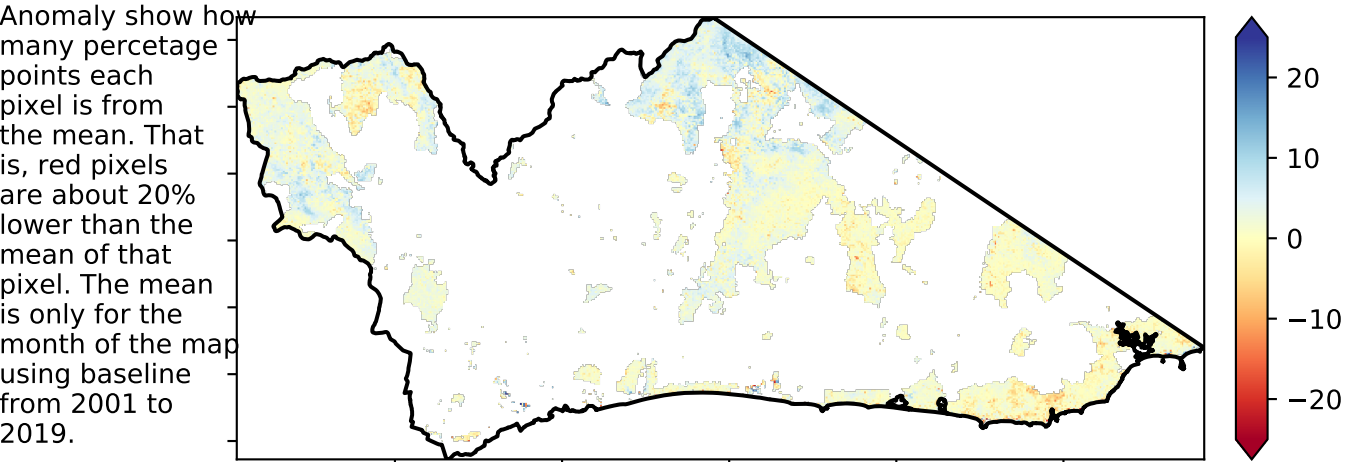 Anomaly show how
many percetage
points each
pixel is from
the mean. That
is, red pixels
are about 20%
lower than the
mean of that
pixel. The mean
is only for the
month of the map
using baseline
from 2001 to
2019.
20
10
0
−10
−20